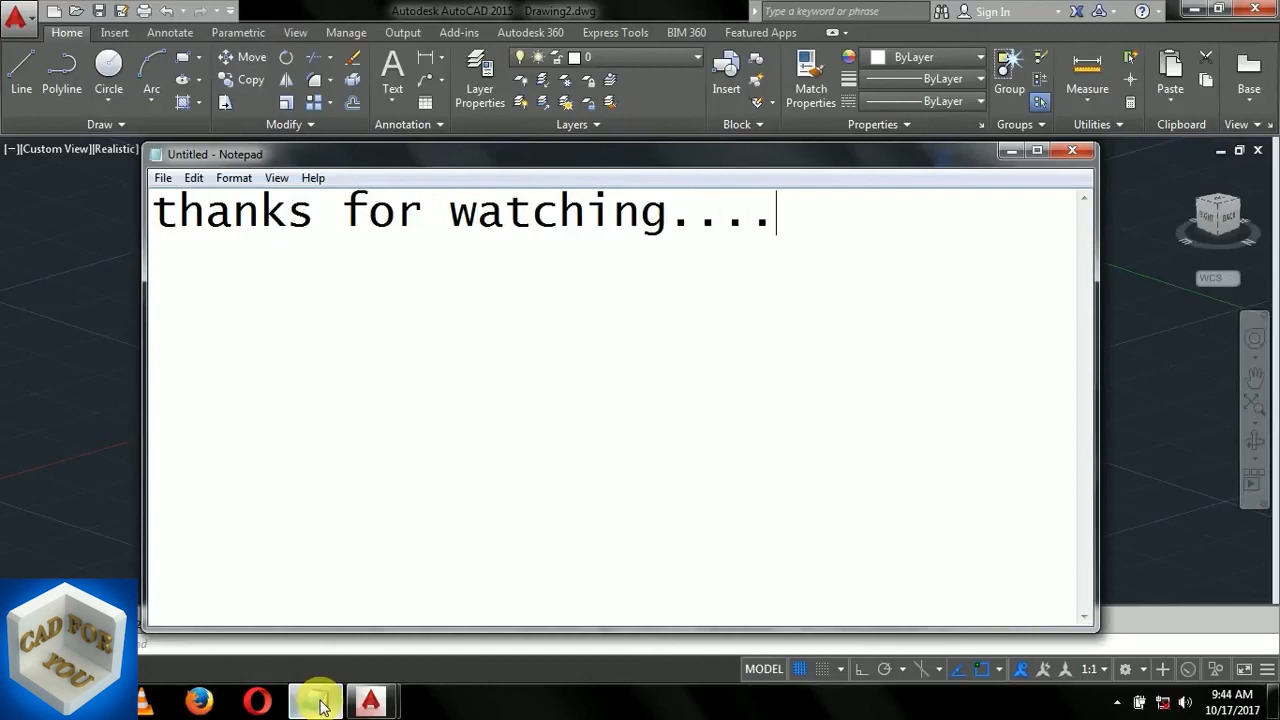 Autodesk AutoCAD 2015    Drawing2.dwg
Type a keyword or phrase
Sign In
Home Insert Annotate Parametric View Manage Output Add-ins Autodesk 360 Express Tools BIM 360 Featured Apps
Line Polyline Circle Arc
Move
Copy
Text
Layer Properties
0
Insert
Match Properties
ByLayer
ByLayer
ByLayer
Group
Measure
Paste
Base
Draw Modify Annotation Layers Block Properties Groups Utilities Clipboard View
[−][Custom View][Realistic]
Untitled - Notepad
File Edit Format View Help
thanks for watching....
RIGHT BACK
WCS
CAD FOR
YOU
MODEL
1:1
9:44 AM
10/17/2017